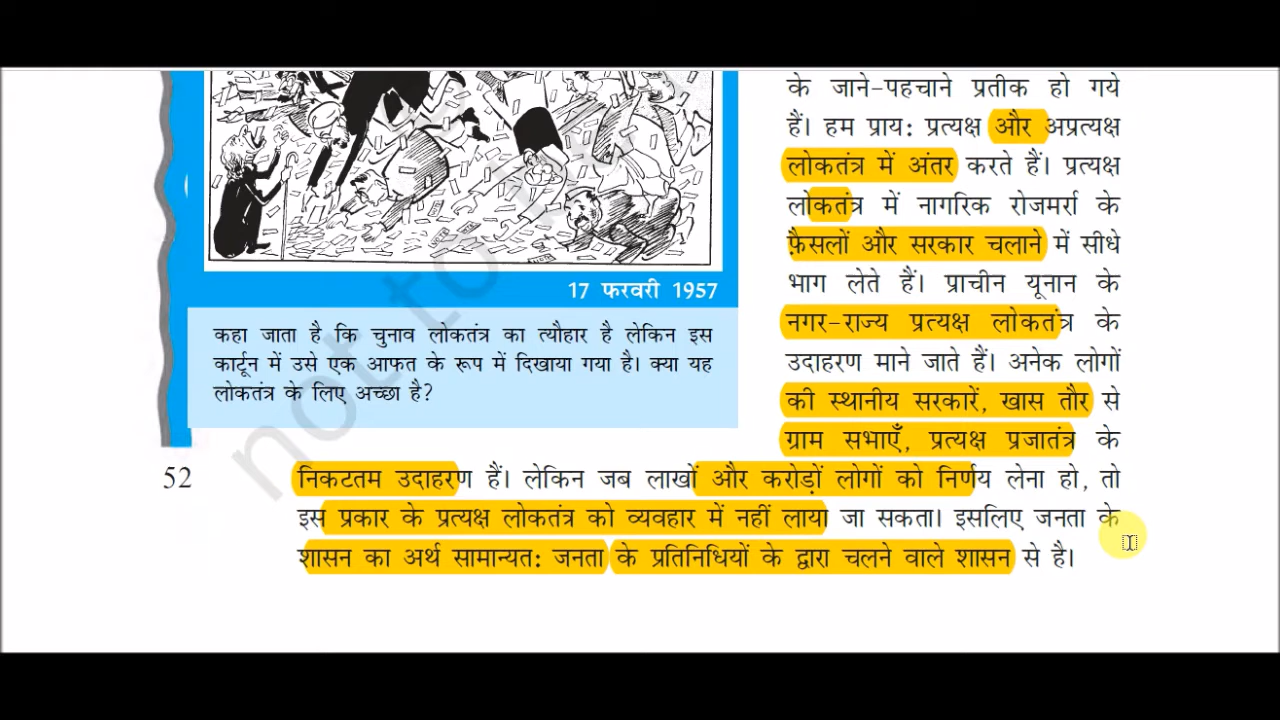 17 फरवरी 1957
कहा जाता है कि चुनाव लोकतंत्र का त्यौहार है लेकिन इस
कार्टून में उसे एक आफत के रूप में दिखाया गया है। क्या यह
लोकतंत्र के लिए अच्छा है?
के जाने-पहचाने प्रतीक हो गये
हैं। हम प्राय: प्रत्यक्ष और अप्रत्यक्ष
लोकतंत्र में अंतर करते हैं। प्रत्यक्ष
लोकतंत्र में नागरिक रोजमर्रा के
फ़ैसलों और सरकार चलाने में सीधे
भाग लेते हैं। प्राचीन यूनान के
नगर-राज्य प्रत्यक्ष लोकतंत्र के
उदाहरण माने जाते हैं। अनेक लोगों
की स्थानीय सरकारें, खास तौर से
ग्राम सभाएँ, प्रत्यक्ष प्रजातंत्र के
निकटतम उदाहरण हैं। लेकिन जब लाखों और करोड़ों लोगों को निर्णय लेना हो, तो
इस प्रकार के प्रत्यक्ष लोकतंत्र को व्यवहार में नहीं लाया जा सकता। इसलिए जनता के
शासन का अर्थ सामान्यत: जनता के प्रतिनिधियों के द्वारा चलने वाले शासन से है।
52
not to